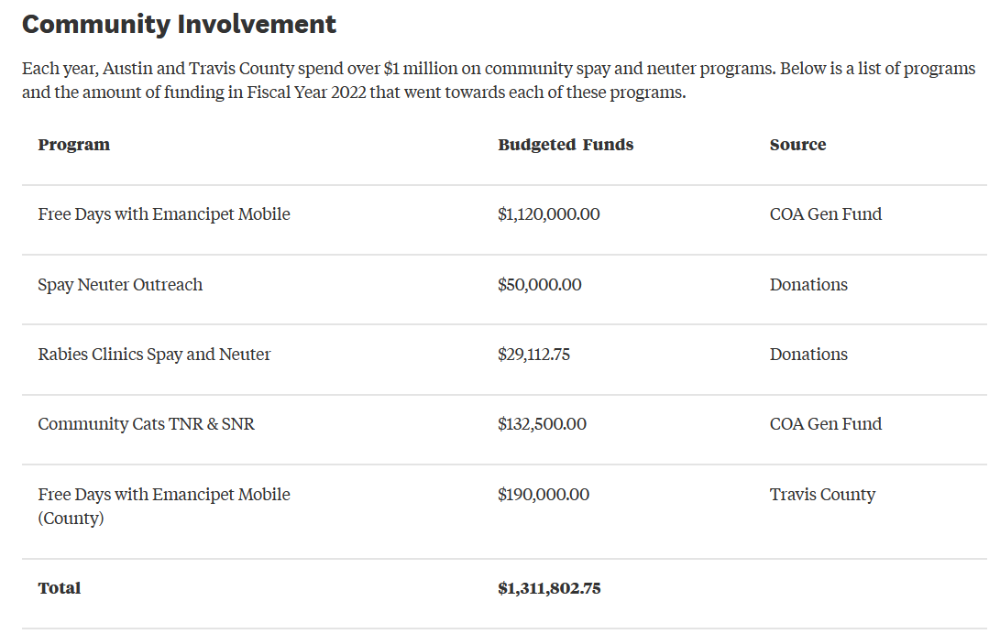 Community Involvement
Each year, Austin and Travis County spend over $1 million on community spay and neuter programs. Below is a list of programs
and the amount of funding in Fiscal Year 2022 that went towards each of these programs.
Program Budgeted Funds Source
Free Days with Emancipet Mobile $1,120,000.00 COA Gen Fund
Spay Neuter Outreach $50,000.00 Donations
Rabies Clinics Spay and Neuter $29,112.75 Donations
Community Cats TNR & SNR $132,500.00 COA Gen Fund
Free Days with Emancipet Mobile $190,000.00 Travis County
(County)
Total $1,311,802.75